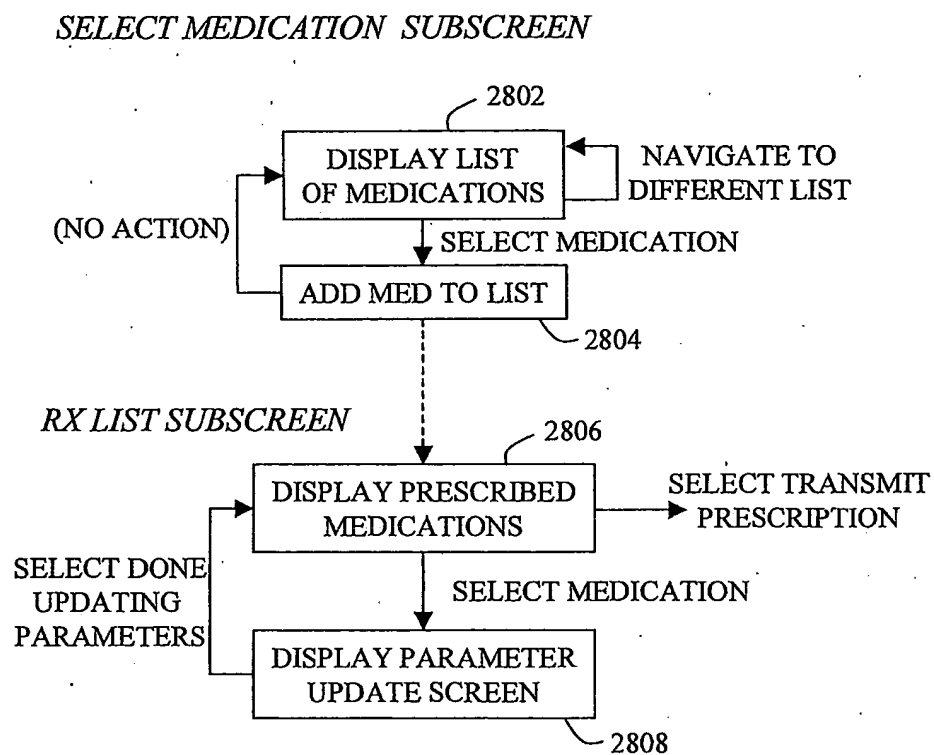 SELECT MEDICATION SUBSCREEN
2802
DISPLAY LIST
OF MEDICATIONS
NAVIGATE TO
DIFFERENT LIST
(NO ACTION)
SELECT MEDICATION
ADD MED TO LIST
2804
RX LIST SUBSCREEN
2806
DISPLAY PRESCRIBED
MEDICATIONS
SELECT TRANSMIT
PRESCRIPTION
SELECT DONE
UPDATING
PARAMETERS
SELECT MEDICATION
DISPLAY PARAMETER
UPDATE SCREEN
2808